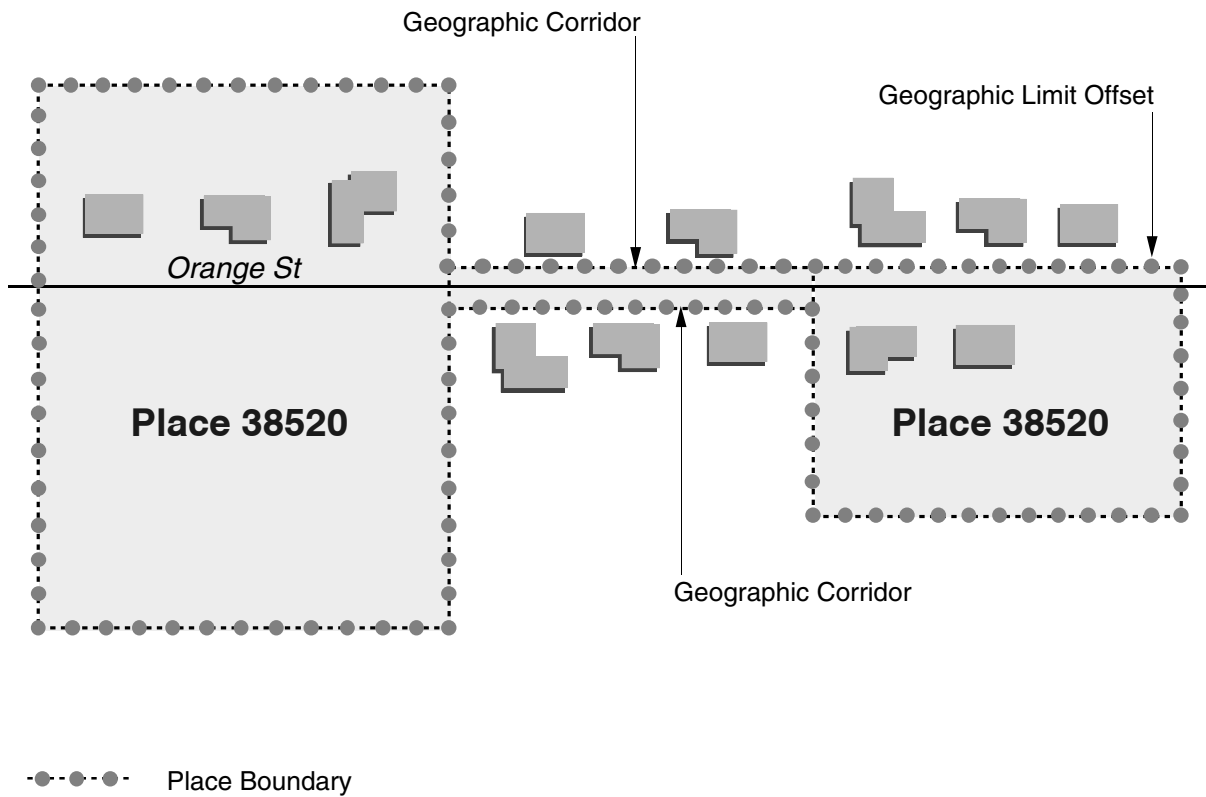 Geographic Corridor
Geographic Limit Offset
Orange St
Place 38520
Place 38520
Geographic Corridor
Place Boundary